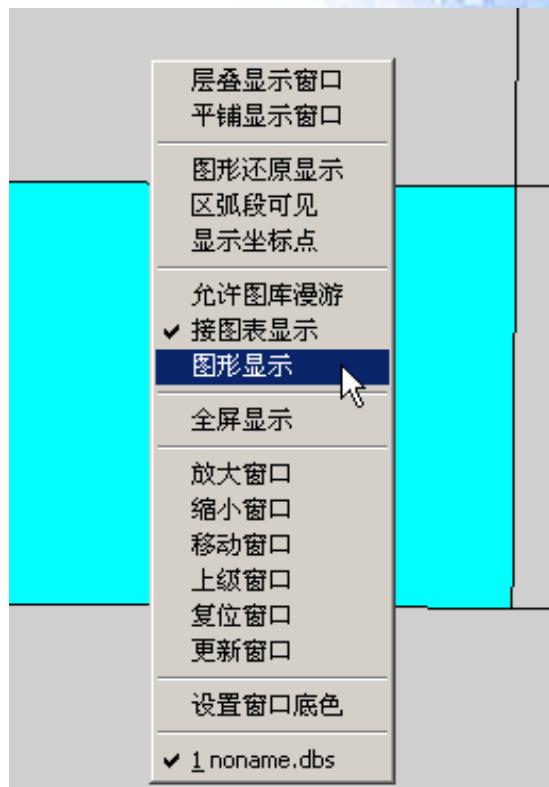 层叠显示窗口
平铺显示窗口
图形还原显示
区弧段可见
显示坐标点
允许图库漫游
接图表显示
图形显示
全屏显示
放大窗口
缩小窗口
移动窗口
上级窗口
复位窗口
更新窗口
设置窗口底色
1 noname.dbs